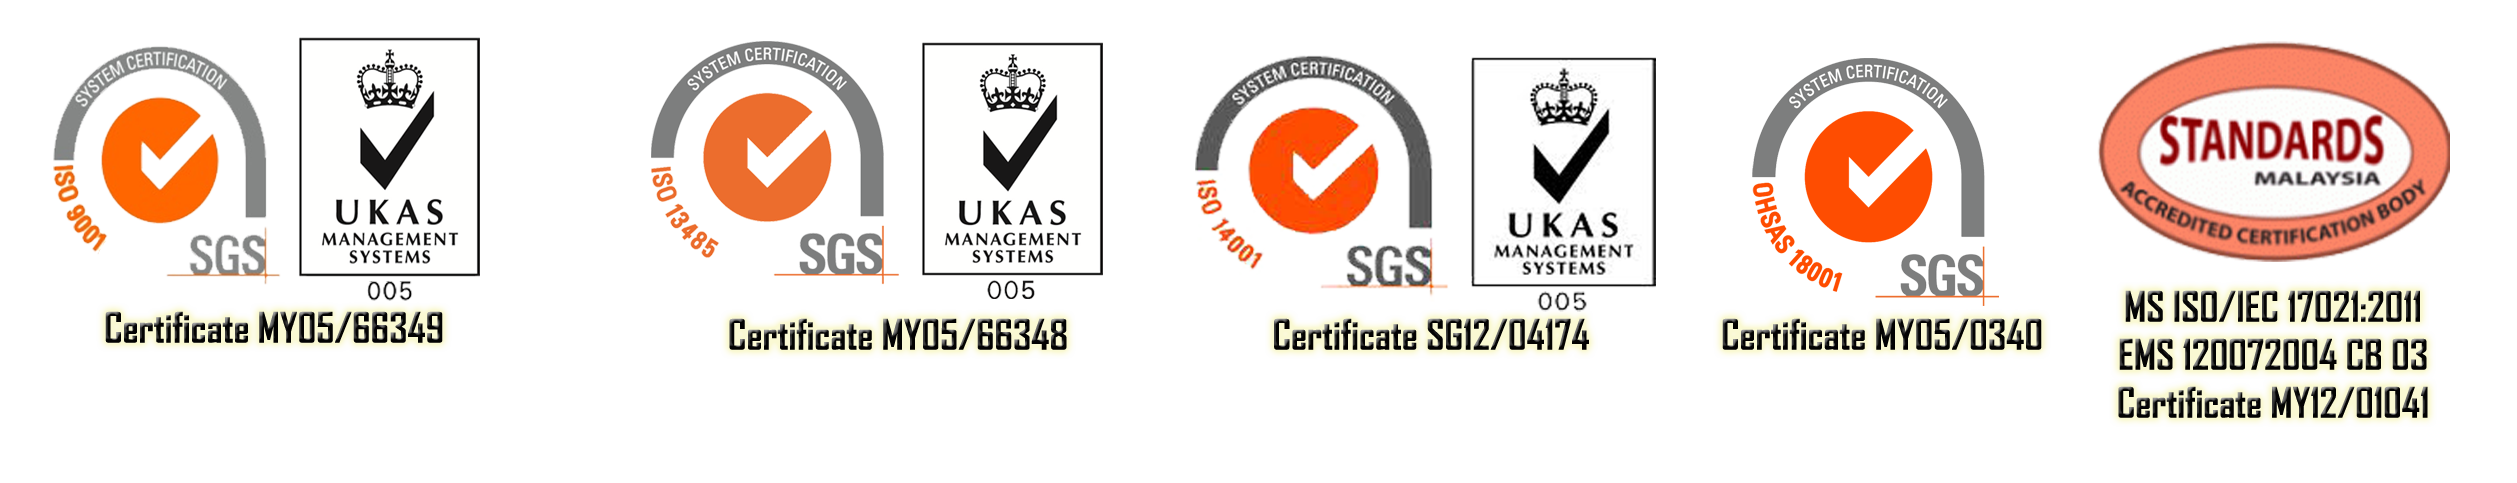 SYSTEM CERTIFICATION
ISO 9001
SGS
UKAS
MANAGEMENT
SYSTEMS
005
Certificate MY05/66349
SYSTEM CERTIFICATION
ISO 13485
SGS
UKAS
MANAGEMENT
SYSTEMS
005
Certificate MY05/66348
SYSTEM CERTIFICATION
ISO 14001
SGS
UKAS
MANAGEMENT
SYSTEMS
005
Certificate SG12/04174
SYSTEM CERTIFICATION
OHSAS 18001
SGS
Certificate MY05/0340
STANDARDS
MALAYSIA
ACCREDITED CERTIFICATION BODY
MS ISO/IEC 17021:2011
EMS 120072004 CB 03
Certificate MY12/01041